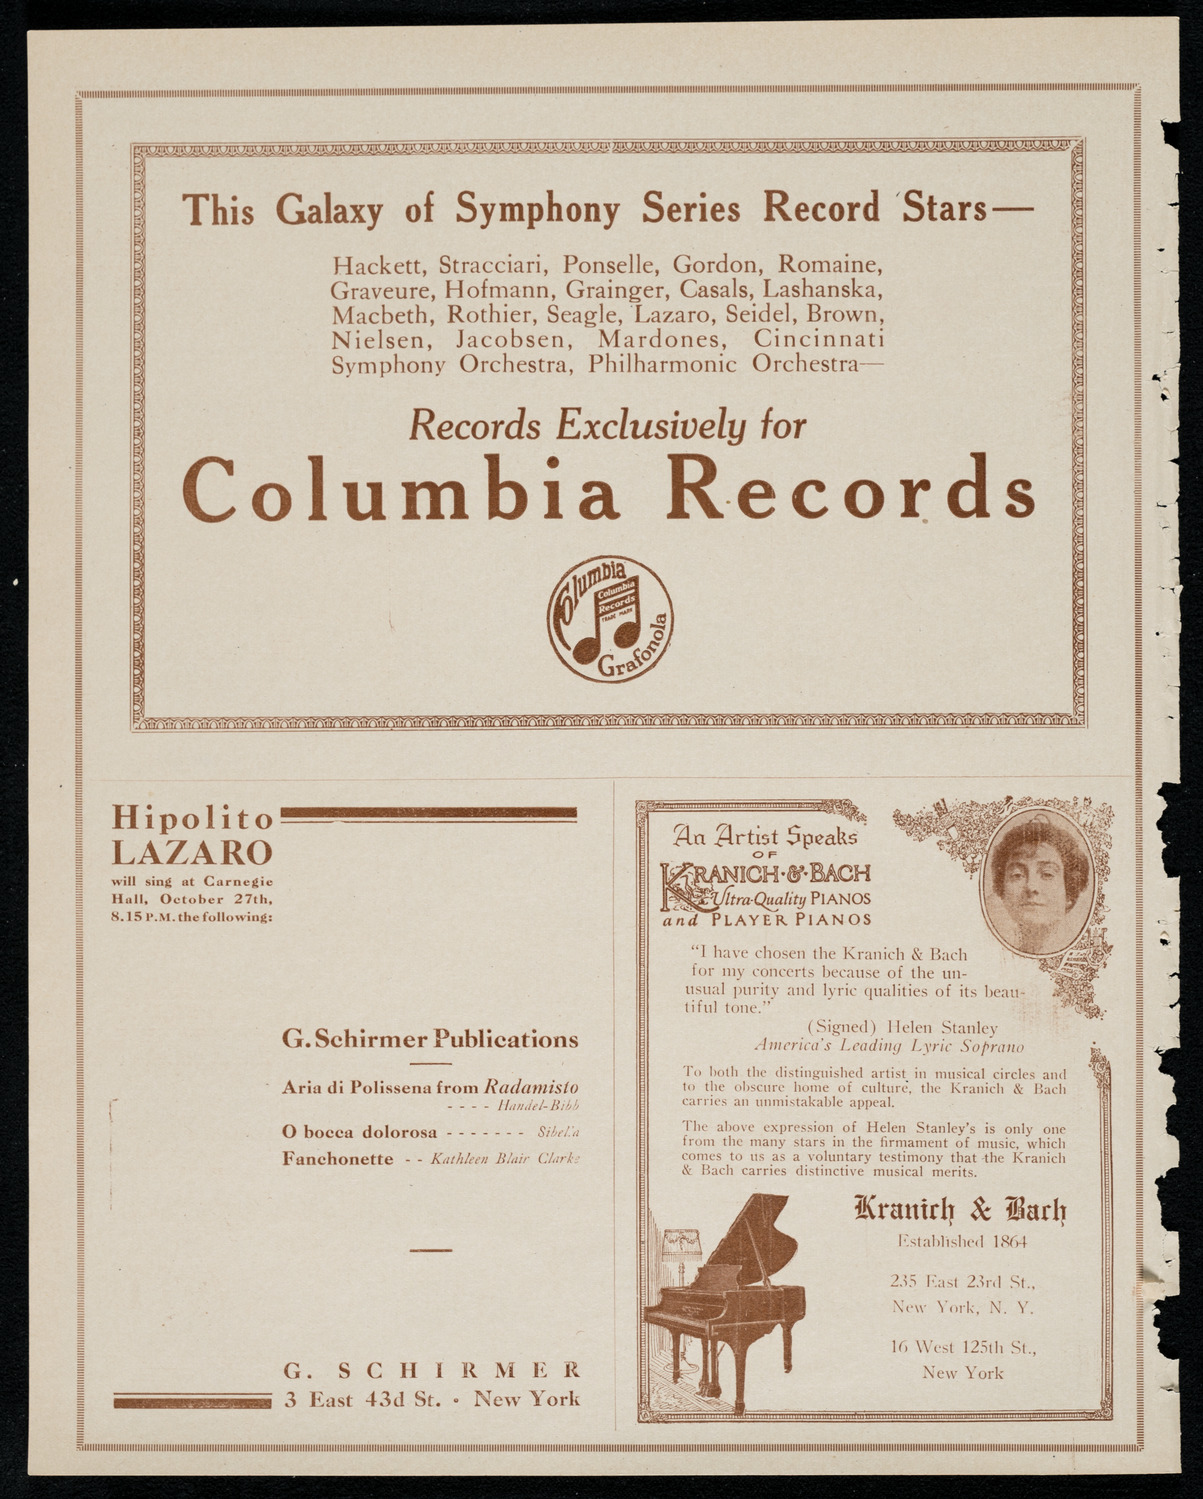 This Galaxy of Symphony Series Record Stars—
Hackett, Stracciari, Ponselle, Gordon, Romaine,
Graveure, Hofmann, Grainger, Casals, Lashanska,
Macbeth, Rothier, Seagle, Lazaro, Seidel, Brown,
Nielsen, Jacobsen, Mardones, Cincinnati
Symphony Orchestra, Philharmonic Orchestra—
Records Exclusively for
Columbia Records
Columbia
Columbia
Records
TRADE MARK
Grafonola
Hipolito
LAZARO
will sing at Carnegie
Hall, October 27th,
8.15 P.M. the following:
G. Schirmer Publications
Aria di Polissena from Radamisto
- - - - Handel-Bibb
O bocca dolorosa - - - - - - - Sibella
Fanchonette - - Kathleen Blair Clarke
G. SCHIRMER
3 East 43d St. • New York
An Artist Speaks
OF
KRANICH·&·BACH
Ultra-Quality PIANOS
and PLAYER PIANOS
"I have chosen the Kranich & Bach
for my concerts because of the un-
usual purity and lyric qualities of its beau-
tiful tone."
(Signed) Helen Stanley
America's Leading Lyric Soprano
To both the distinguished artist in musical circles and
to the obscure home of culture, the Kranich & Bach
carries an unmistakable appeal.
The above expression of Helen Stanley's is only one
from the many stars in the firmament of music, which
comes to us as a voluntary testimony that the Kranich
& Bach carries distinctive musical merits.
Kranich & Bach
Established 1864
235 East 23rd St.,
New York, N. Y.
16 West 125th St.,
New York